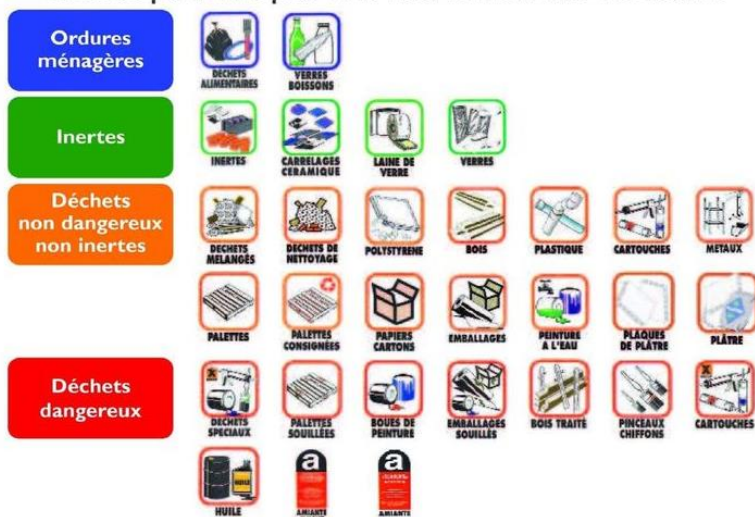 Ordures
ménagères
DÉCHETS
ALIMENTAIRES
VERRES
BOISSONS
Inertes
INERTES
CARRELAGES
CERAMIQUE
LAINE DE
VERRE
VERRES
Déchets
non dangereux
non inertes
DECHETS
MELANGÉS
DECHETS DE
NETTOYAGE
POLYSTYRENE
BOIS
PLASTIQUE
CARTOUCHES
METAUX
PALETTES
PALETTES
CONSIGNÉES
PAPIERS
CARTONS
EMBALLAGES
PEINTURE
A L'EAU
PLAQUES
DE PLÂTRE
PLÂTRE
Déchets
dangereux
DÉCHETS
SPECIAUX
PALETTES
SOUILLÉES
BOUES DE
PEINTURE
EMBALLAGES
SOUILLÉS
BOIS TRAITÉ
PINCEAUX
CHIFFONS
CARTOUCHES
HUILE
a
AMIANTE
a
AMIANTE